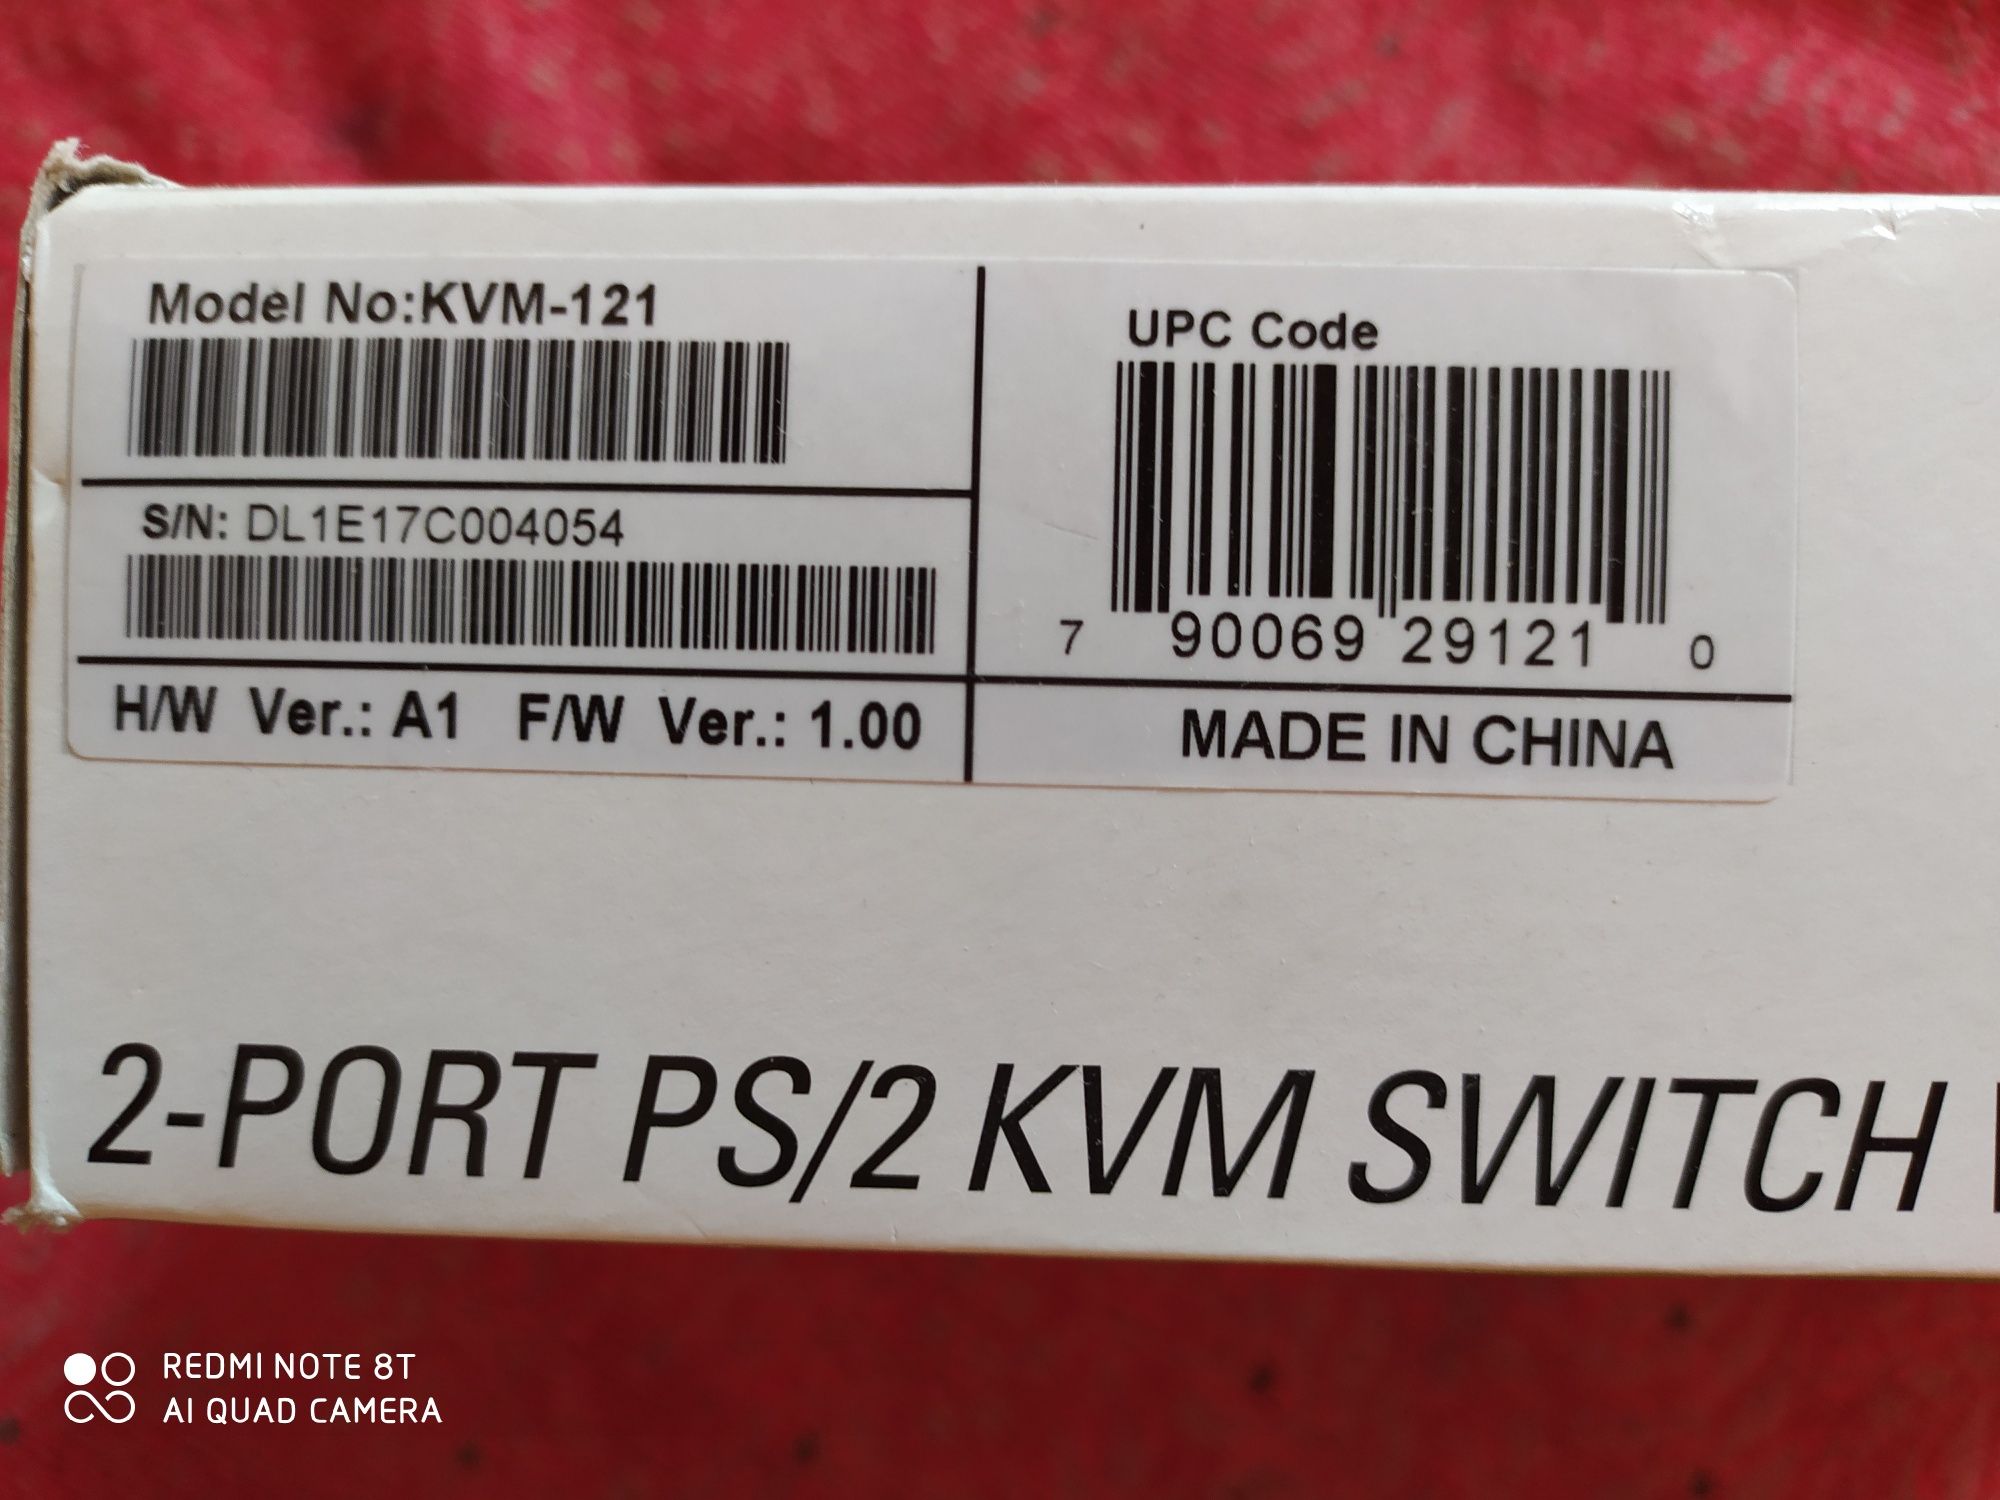 Model No:KVM-121
S/N: DL1E17C004054
H/W Ver.: A1 F/W Ver.: 1.00
UPC Code
7 90069 29121 0
MADE IN CHINA
2-PORT PS/2 KVM SWITCH
REDMI NOTE 8T
AI QUAD CAMERA